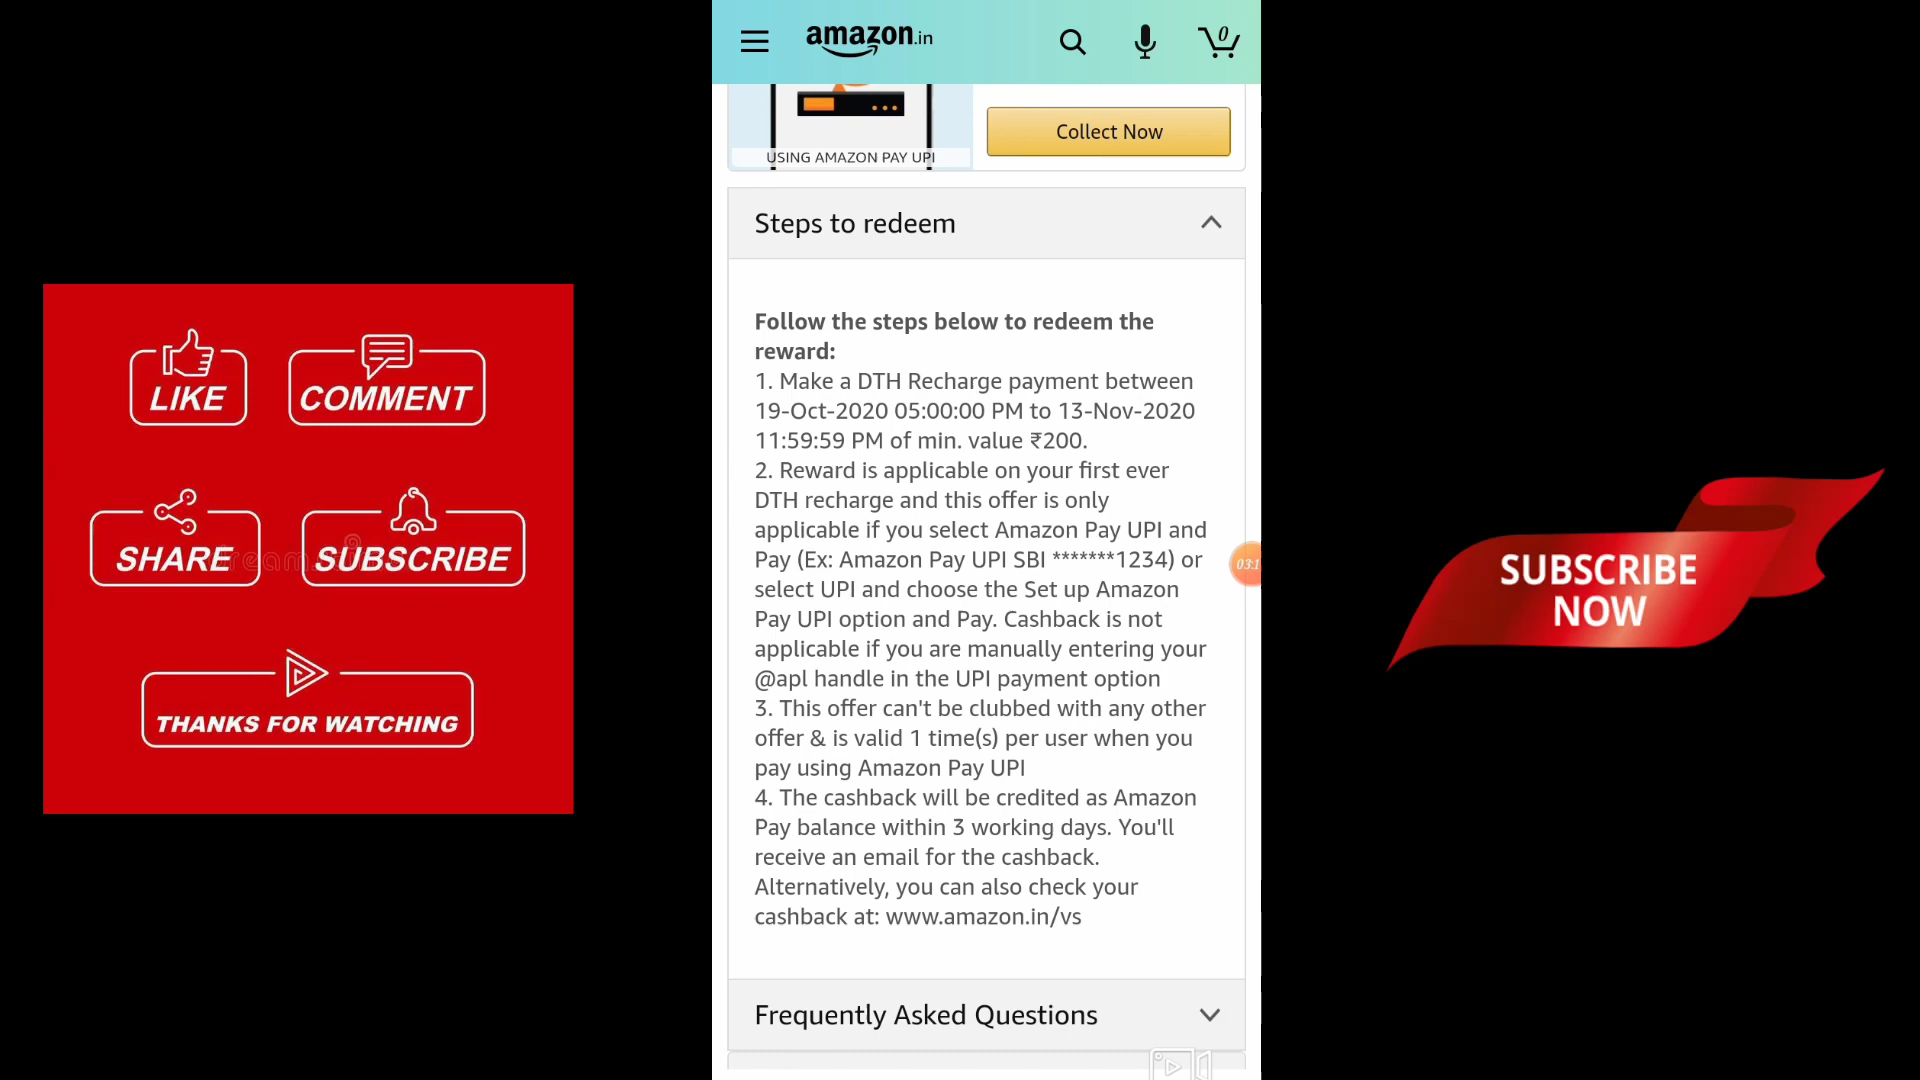 LIKE
COMMENT
SHARE
SUBSCRIBE
THANKS FOR WATCHING
amazon.in
0
USING AMAZON PAY UPI
Collect Now
Steps to redeem
Follow the steps below to redeem the
reward:
1. Make a DTH Recharge payment between
19-Oct-2020 05:00:00 PM to 13-Nov-2020
11:59:59 PM of min. value ₹200.
2. Reward is applicable on your first ever
DTH recharge and this offer is only
applicable if you select Amazon Pay UPI and
Pay (Ex: Amazon Pay UPI SBI *******1234) or
select UPI and choose the Set up Amazon
Pay UPI option and Pay. Cashback is not
applicable if you are manually entering your
@apl handle in the UPI payment option
3. This offer can't be clubbed with any other
offer & is valid 1 time(s) per user when you
pay using Amazon Pay UPI
4. The cashback will be credited as Amazon
Pay balance within 3 working days. You'll
receive an email for the cashback.
Alternatively, you can also check your
cashback at: www.amazon.in/vs
Frequently Asked Questions
03:1
SUBSCRIBE
NOW